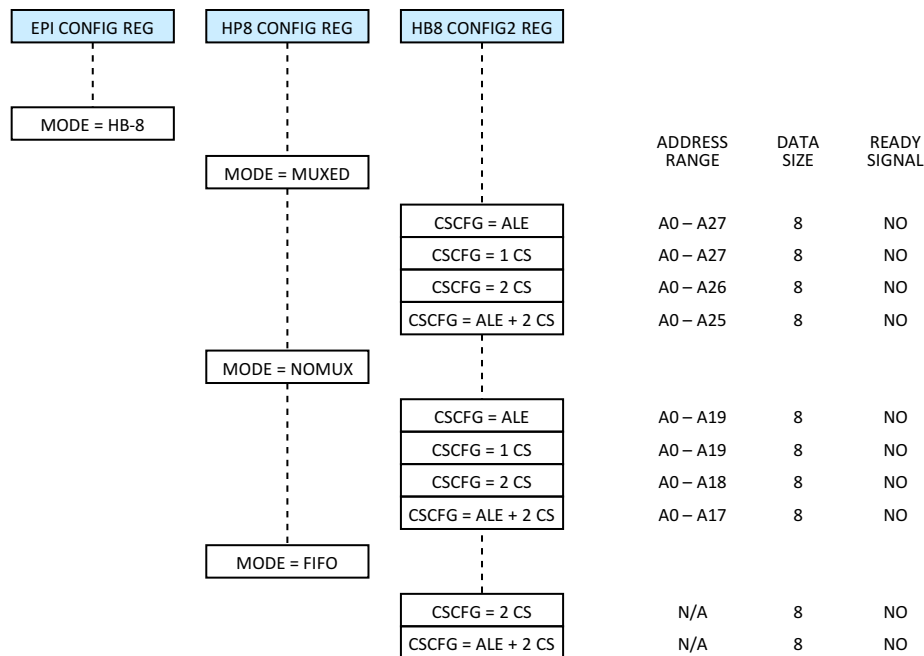 EPI CONFIG REG HP8 CONFIG REG HB8 CONFIG2 REG
MODE = HB-8
ADDRESS RANGE DATA SIZE READY SIGNAL
MODE = MUXED
CSCFG = ALE A0 – A27 8 NO
CSCFG = 1 CS A0 – A27 8 NO
CSCFG = 2 CS A0 – A26 8 NO
CSCFG = ALE + 2 CS A0 – A25 8 NO
MODE = NOMUX
CSCFG = ALE A0 – A19 8 NO
CSCFG = 1 CS A0 – A19 8 NO
CSCFG = 2 CS A0 – A18 8 NO
CSCFG = ALE + 2 CS A0 – A17 8 NO
MODE = FIFO
CSCFG = 2 CS N/A 8 NO
CSCFG = ALE + 2 CS N/A 8 NO